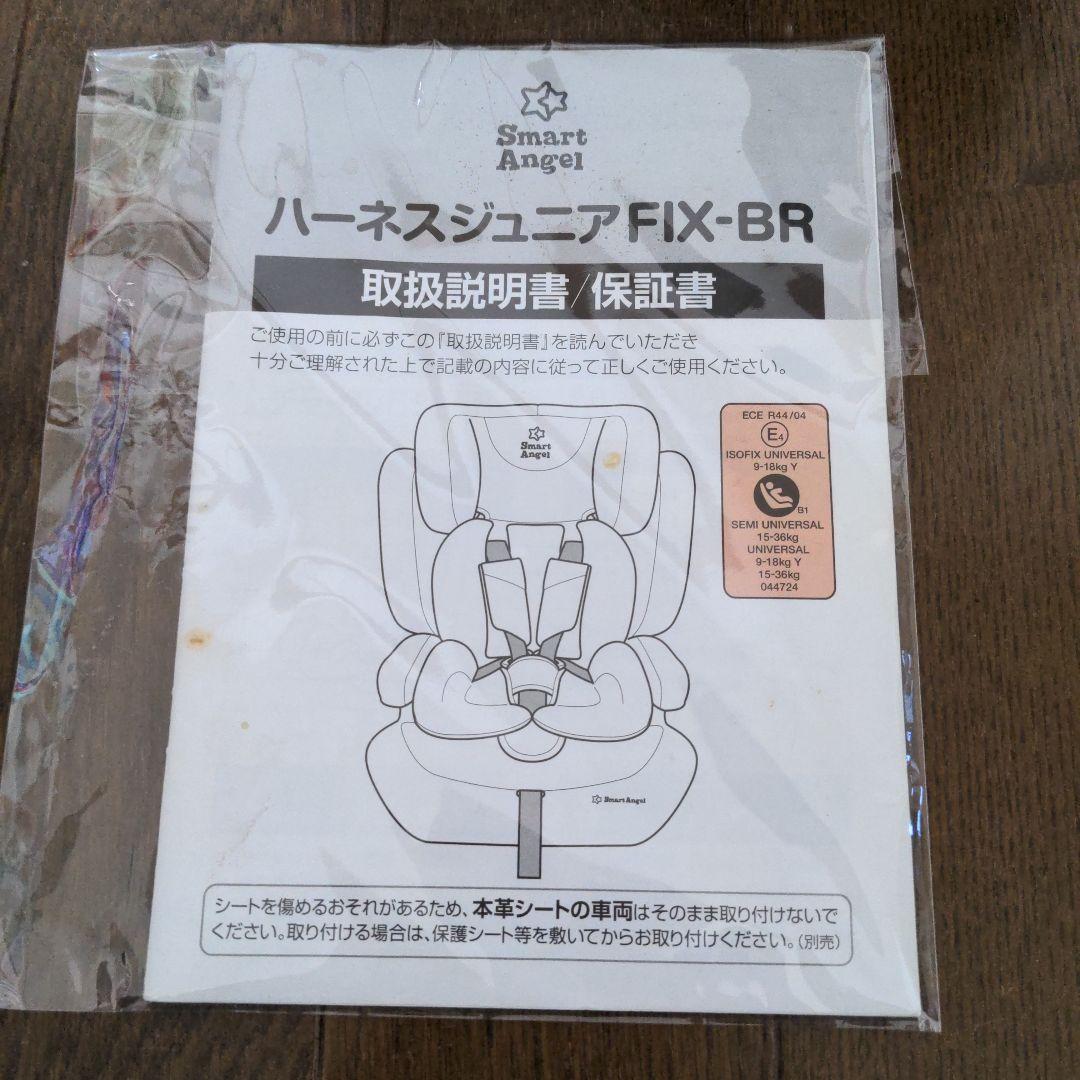 Smart
Angel
ハーネスジュニアFIX-BR
取扱説明書/保証書
ご使用の前に必ずこの『取扱説明書』を読んでいただき
十分ご理解された上で記載の内容に従って正しくご使用ください。
Smart
Angel
ECE R44/04
E4
ISOFIX UNIVERSAL
9-18kg Y
B1
SEMI UNIVERSAL
15-36kg
UNIVERSAL
9-18kg Y
15-36kg
044724
Smart Angel
シートを傷めるおそれがあるため、本革シートの車両はそのまま取り付けないで
ください。取り付ける場合は、保護シート等を敷いてからお取り付けください。(別売)